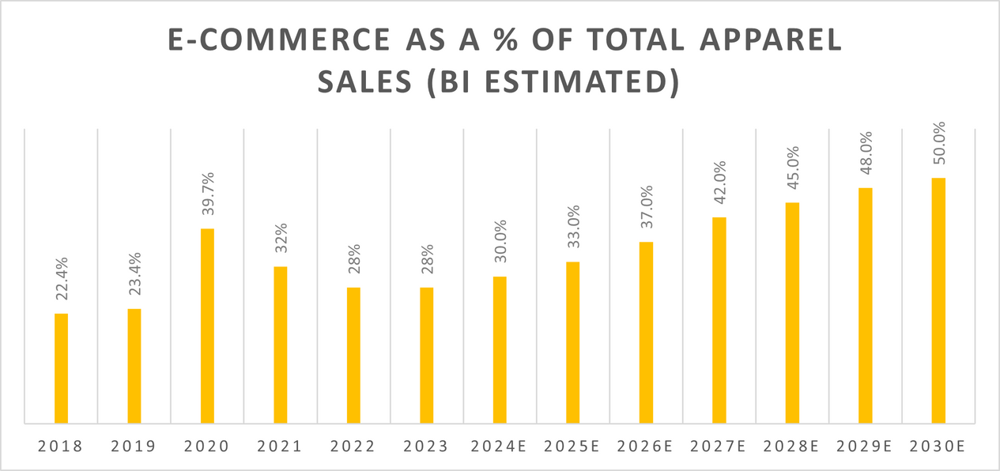 E-COMMERCE AS A % OF TOTAL APPAREL
SALES (BI ESTIMATED)
22.4%
23.4%
39.7%
32%
28%
28%
30.0%
33.0%
37.0%
42.0%
45.0%
48.0%
50.0%
2018
2019
2020
2021
2022
2023
2024E
2025E
2026E
2027E
2028E
2029E
2030E